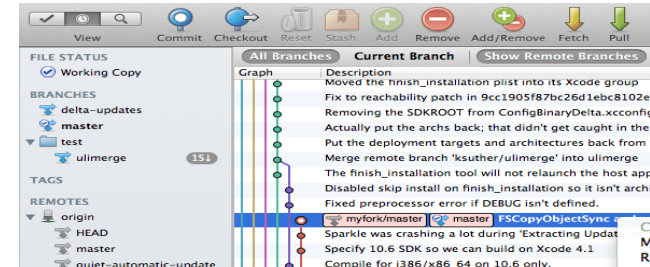 View Commit Checkout Reset Stash Add Remove Add/Remove Fetch Pull
FILE STATUS
Working Copy
BRANCHES
delta-updates
master
test
ulimerge 15↓
TAGS
REMOTES
origin
HEAD
master
quiet-automatic-update
All Branches Current Branch Show Remote Branches
Graph Description
Moved the finish_installation plist into its Xcode group
Fix to reachability patch in 9cc1905f87bc26d1ebc8102e
Removing the SDKROOT from ConfigBinaryDelta.xcconfig
Actually put the archs back; that didn't get caught in the
Put the deployment targets and architectures back from
Merge remote branch 'ksuther/ulimerge' into ulimerge
The finish_installation tool will not relaunch the host app
Disabled skip install on finish_installation so it isn't archi
Fixed preprocessor error if DEBUG isn't defined.
myfork/master master FSCopyObjectSync
Sparkle was crashing a lot during 'Extracting Updat
Specify 10.6 SDK so we can build on Xcode 4.1
Compile for i386/x86_64 on 10.6 only.
C
M
R